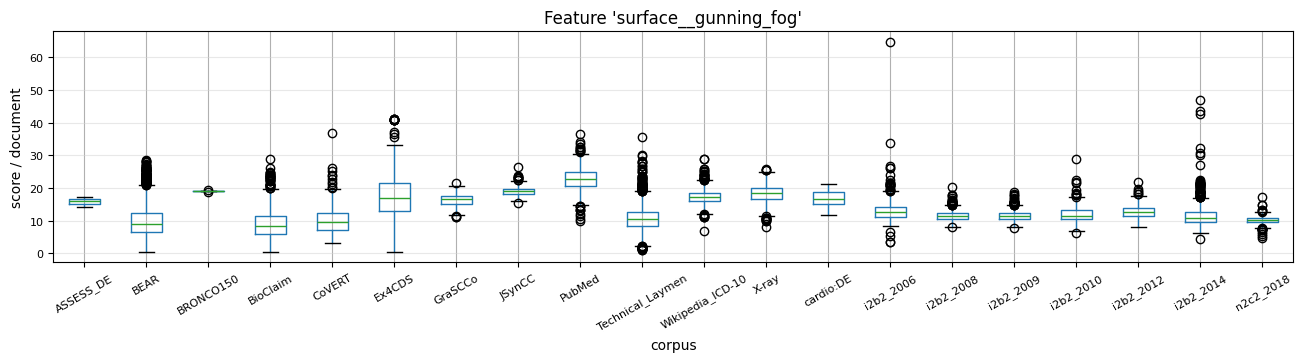 Feature 'surface__gunning_fog'
score / document
60
50
40
30
20
10
0
ASSESS_DE
BEAR
BRONCO150
BioClaim
CoVERT
Ex4CDS
GraSCCo
JSynCC
PubMed
Technical_Laymen
Wikipedia_ICD-10
X-ray
cardio:DE
i2b2_2006
i2b2_2008
i2b2_2009
i2b2_2010
i2b2_2012
i2b2_2014
n2c2_2018
corpus